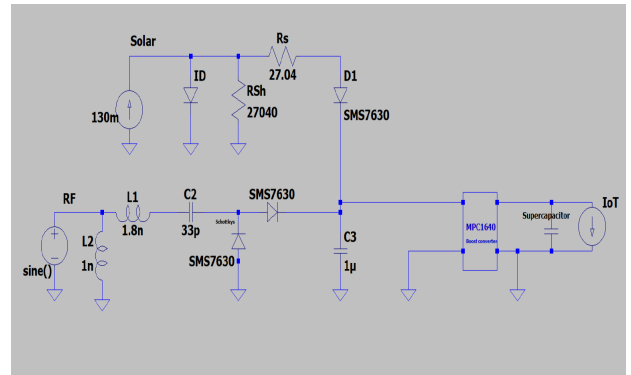 Solar
Rs
27.04
ID
RSh
27040
D1
SMS7630
130m
RF
L1
1.8n
C2
33p
Schottkys
SMS7630
L2
1n
sine()
SMS7630
C3
1µ
MPC1640
Boost converter
Supercapacitor
IoT